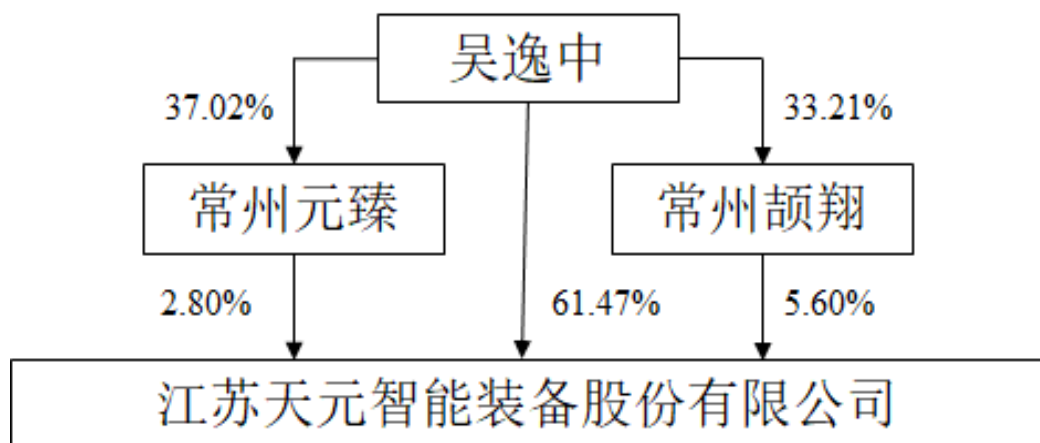 吴逸中
37.02%
33.21%
常州元臻
常州颉翔
2.80%
61.47%
5.60%
江苏天元智能装备股份有限公司